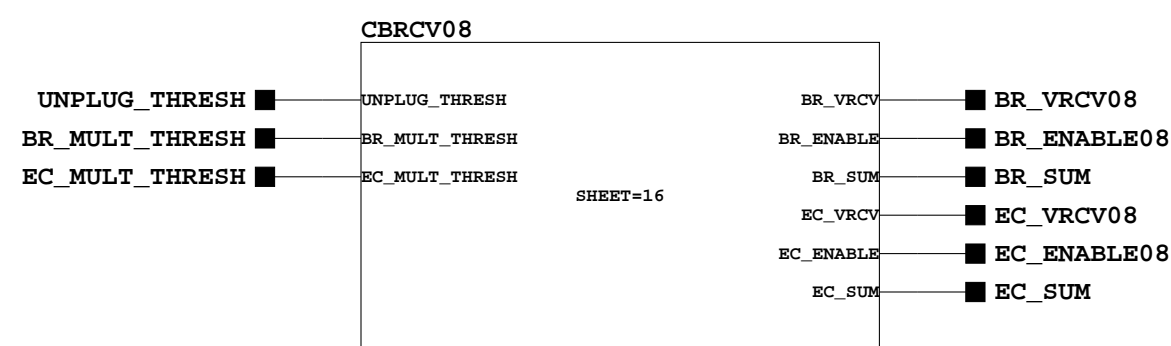 CBRCV08
UNPLUG_THRESH UNPLUG_THRESH BR_VRCV BR_VRCV08
BR_MULT_THRESH BR_MULT_THRESH BR_ENABLE BR_ENABLE08
EC_MULT_THRESH EC_MULT_THRESH BR_SUM BR_SUM
SHEET=16
EC_VRCV EC_VRCV08
EC_ENABLE EC_ENABLE08
EC_SUM EC_SUM